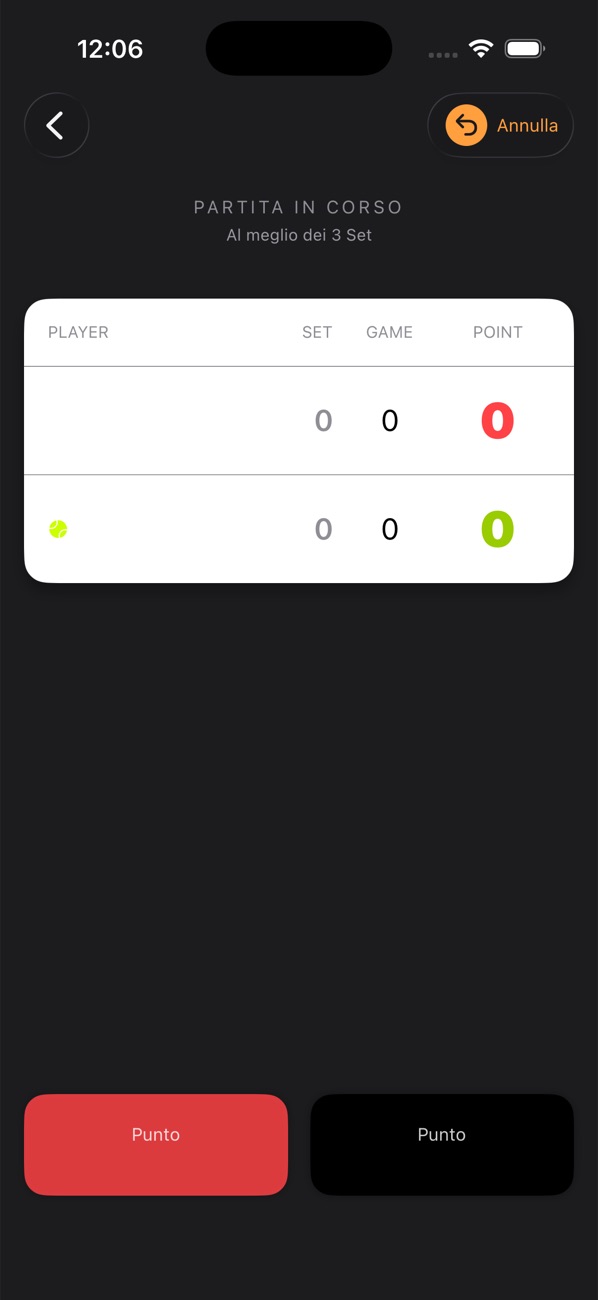 12:06
Annulla
PARTITA IN CORSO
Al meglio dei 3 Set
PLAYER SET GAME POINT
0 0 0
0 0 0
Punto Punto